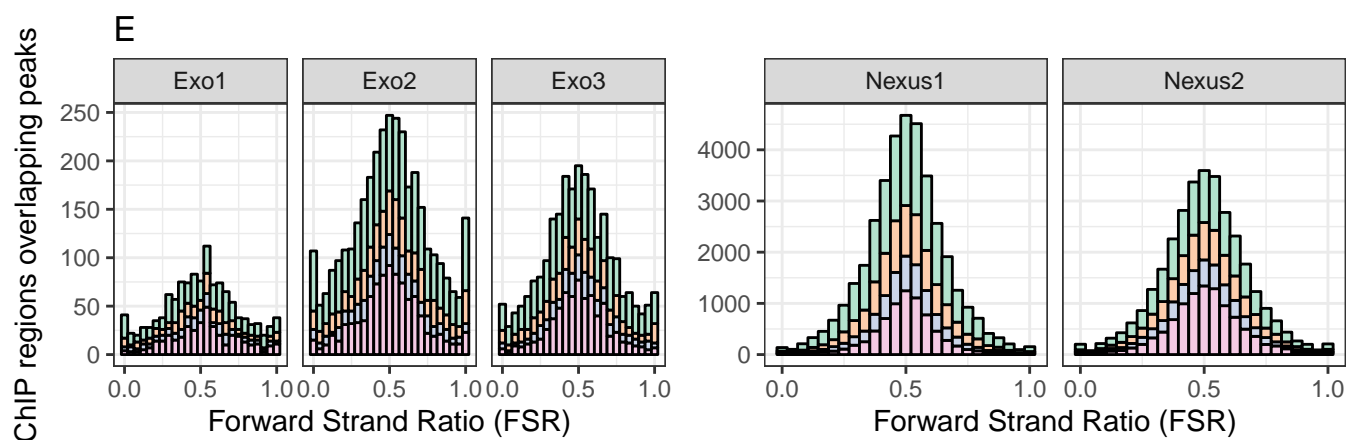 E
ChIP regions overlapping peaks
Exo1 Exo2 Exo3 Nexus1 Nexus2
250
200
150
100
50
0
4000
3000
2000
1000
0
0.0 0.5 1.0 0.0 0.5 1.0 0.0 0.5 1.0 0.0 0.5 1.0 0.0 0.5 1.0
Forward Strand Ratio (FSR) Forward Strand Ratio (FSR)